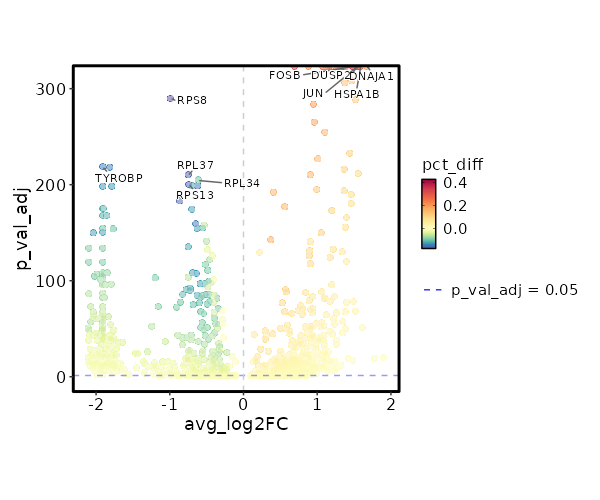 FOSB DUSP2 DNAJA1
JUN HSPA1B
RPS8
RPL37
TYROBP
RPL34
RPS13
p_val_adj
300
200
100
0
-2 -1 0 1 2
avg_log2FC
pct_diff
0.4
0.2
0.0
p_val_adj = 0.05